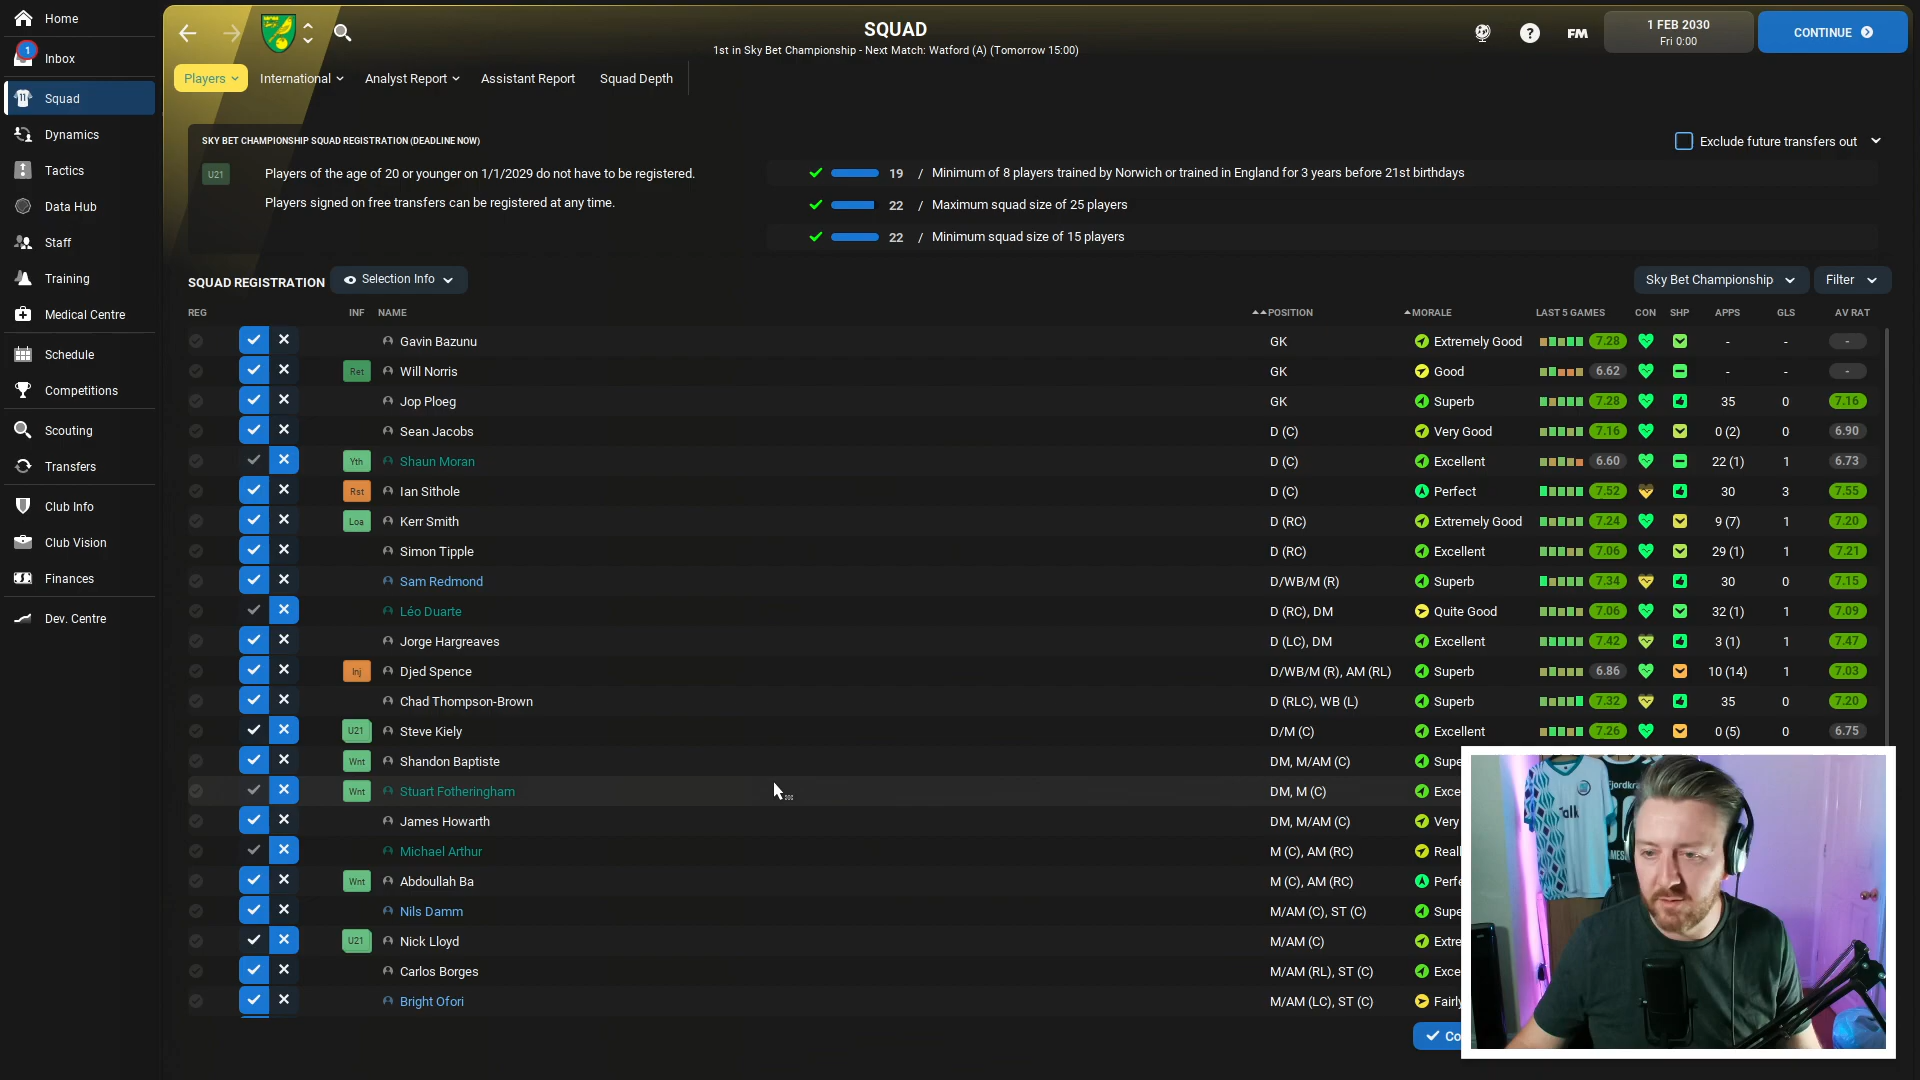 Home
1
Inbox
Squad
Dynamics
Tactics
Data Hub
Staff
Training
Medical Centre
Schedule
Competitions
Scouting
Transfers
Club Info
Club Vision
Finances
Dev. Centre
SQUAD
1st in Sky Bet Championship - Next Match: Watford (A) (Tomorrow 15:00)
? FM
1 FEB 2030
Fri 0:00
CONTINUE
Players International Analyst Report Assistant Report Squad Depth
SKY BET CHAMPIONSHIP SQUAD REGISTRATION (DEADLINE NOW)
Exclude future transfers out
U21 Players of the age of 20 or younger on 1/1/2029 do not have to be registered.
Players signed on free transfers can be registered at any time.
19 / Minimum of 8 players trained by Norwich or trained in England for 3 years before 21st birthdays
22 / Maximum squad size of 25 players
22 / Minimum squad size of 15 players
SQUAD REGISTRATION Selection Info Sky Bet Championship Filter
REG INF NAME POSITION MORALE LAST 5 GAMES CON SHP APPS GLS AV RAT
Gavin Bazunu GK Extremely Good 7.28 - - -
Ret Will Norris GK Good 6.62 - - -
Jop Ploeg GK Superb 7.28 35 0 7.16
Sean Jacobs D (C) Very Good 7.16 0 (2) 0 6.90
Yth Shaun Moran D (C) Excellent 6.60 22 (1) 1 6.73
Rst Ian Sithole D (C) Perfect 7.52 30 3 7.55
Loa Kerr Smith D (RC) Extremely Good 7.24 9 (7) 1 7.20
Simon Tipple D (RC) Excellent 7.06 29 (1) 1 7.21
Sam Redmond D/WB/M (R) Superb 7.34 30 0 7.15
Léo Duarte D (RC), DM Quite Good 7.06 32 (1) 1 7.09
Jorge Hargreaves D (LC), DM Excellent 7.42 3 (1) 1 7.47
Inj Djed Spence D/WB/M (R), AM (RL) Superb 6.86 10 (14) 1 7.03
Chad Thompson-Brown D (RLC), WB (L) Superb 7.32 35 0 7.20
U21 Steve Kiely D/M (C) Excellent 7.26 0 (5) 0 6.75
Wnt Shandon Baptiste DM, M/AM (C) Supe
Wnt Stuart Fotheringham DM, M (C) Exce
James Howarth DM, M/AM (C) Very
Michael Arthur M (C), AM (RC) Reall
Wnt Abdoullah Ba M (C), AM (RC) Perfe
Nils Damm M/AM (C), ST (C) Supe
U21 Nick Lloyd M/AM (C) Extre
Carlos Borges M/AM (RL), ST (C) Exce
Bright Ofori M/AM (LC), ST (C) Fairly
Co
Talk